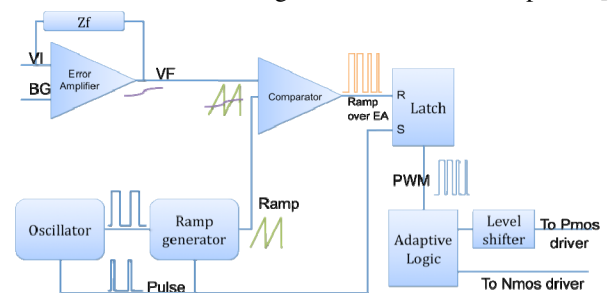 Zf
VI
BG
Error
Amplifier
VF
Comparator
Ramp
over EA
R
S
Latch
PWM
Oscillator
Ramp
generator
Ramp
Pulse
Adaptive
Logic
Level
shifter
To Pmos
driver
To Nmos driver